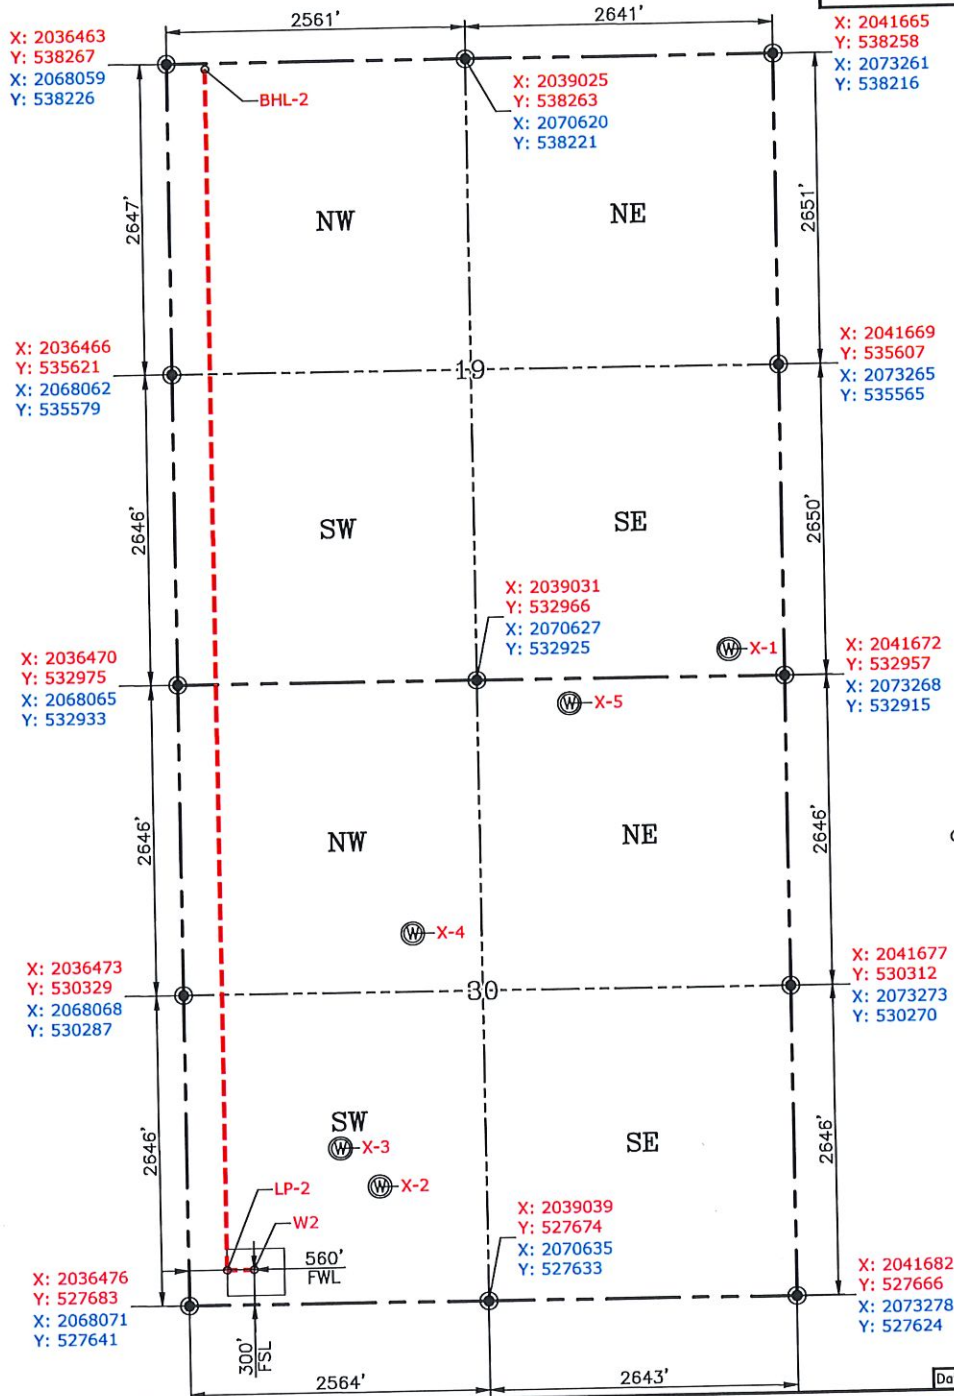 2561'
2641'
X: 2036463
Y: 538267
X: 2068059
Y: 538226
BHL-2
X: 2039025
Y: 538263
X: 2070620
Y: 538221
X: 2041665
Y: 538258
X: 2073261
Y: 538216
2647'
NW
NE
2651'
X: 2036466
Y: 535621
X: 2068062
Y: 535579
19
X: 2041669
Y: 535607
X: 2073265
Y: 535565
2646'
SW
SE
2650'
X: 2039031
Y: 532966
X: 2070627
Y: 532925
X: 2036470
Y: 532975
X: 2068065
Y: 532933
W X-1
X: 2041672
Y: 532957
X: 2073268
Y: 532915
W X-5
2646'
NW
NE
2646'
W X-4
X: 2036473
Y: 530329
X: 2068068
Y: 530287
30
X: 2041677
Y: 530312
X: 2073273
Y: 530270
2646'
SW
SE
2646'
W X-3
W X-2
LP-2
W2
X: 2039039
Y: 527674
X: 2070635
Y: 527633
560'
FWL
X: 2036476
Y: 527683
X: 2068071
Y: 527641
300'
FSL
X: 2041682
Y: 527666
X: 2073278
Y: 527624
2564'
2643'